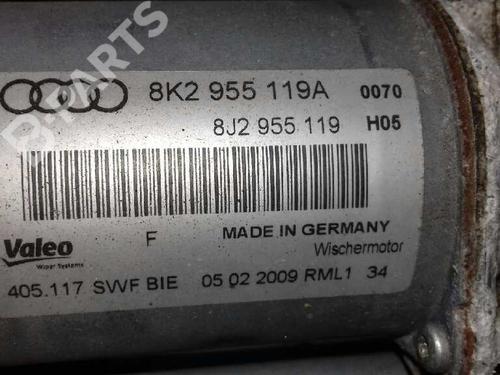 B-PARTS
8K2 955 119A 0070
8J2 955 119 H05
Valeo F MADE IN GERMANY
Wiper Systems Wischermotor
405.117 SWF BIE 05 02 2009 RML1 34